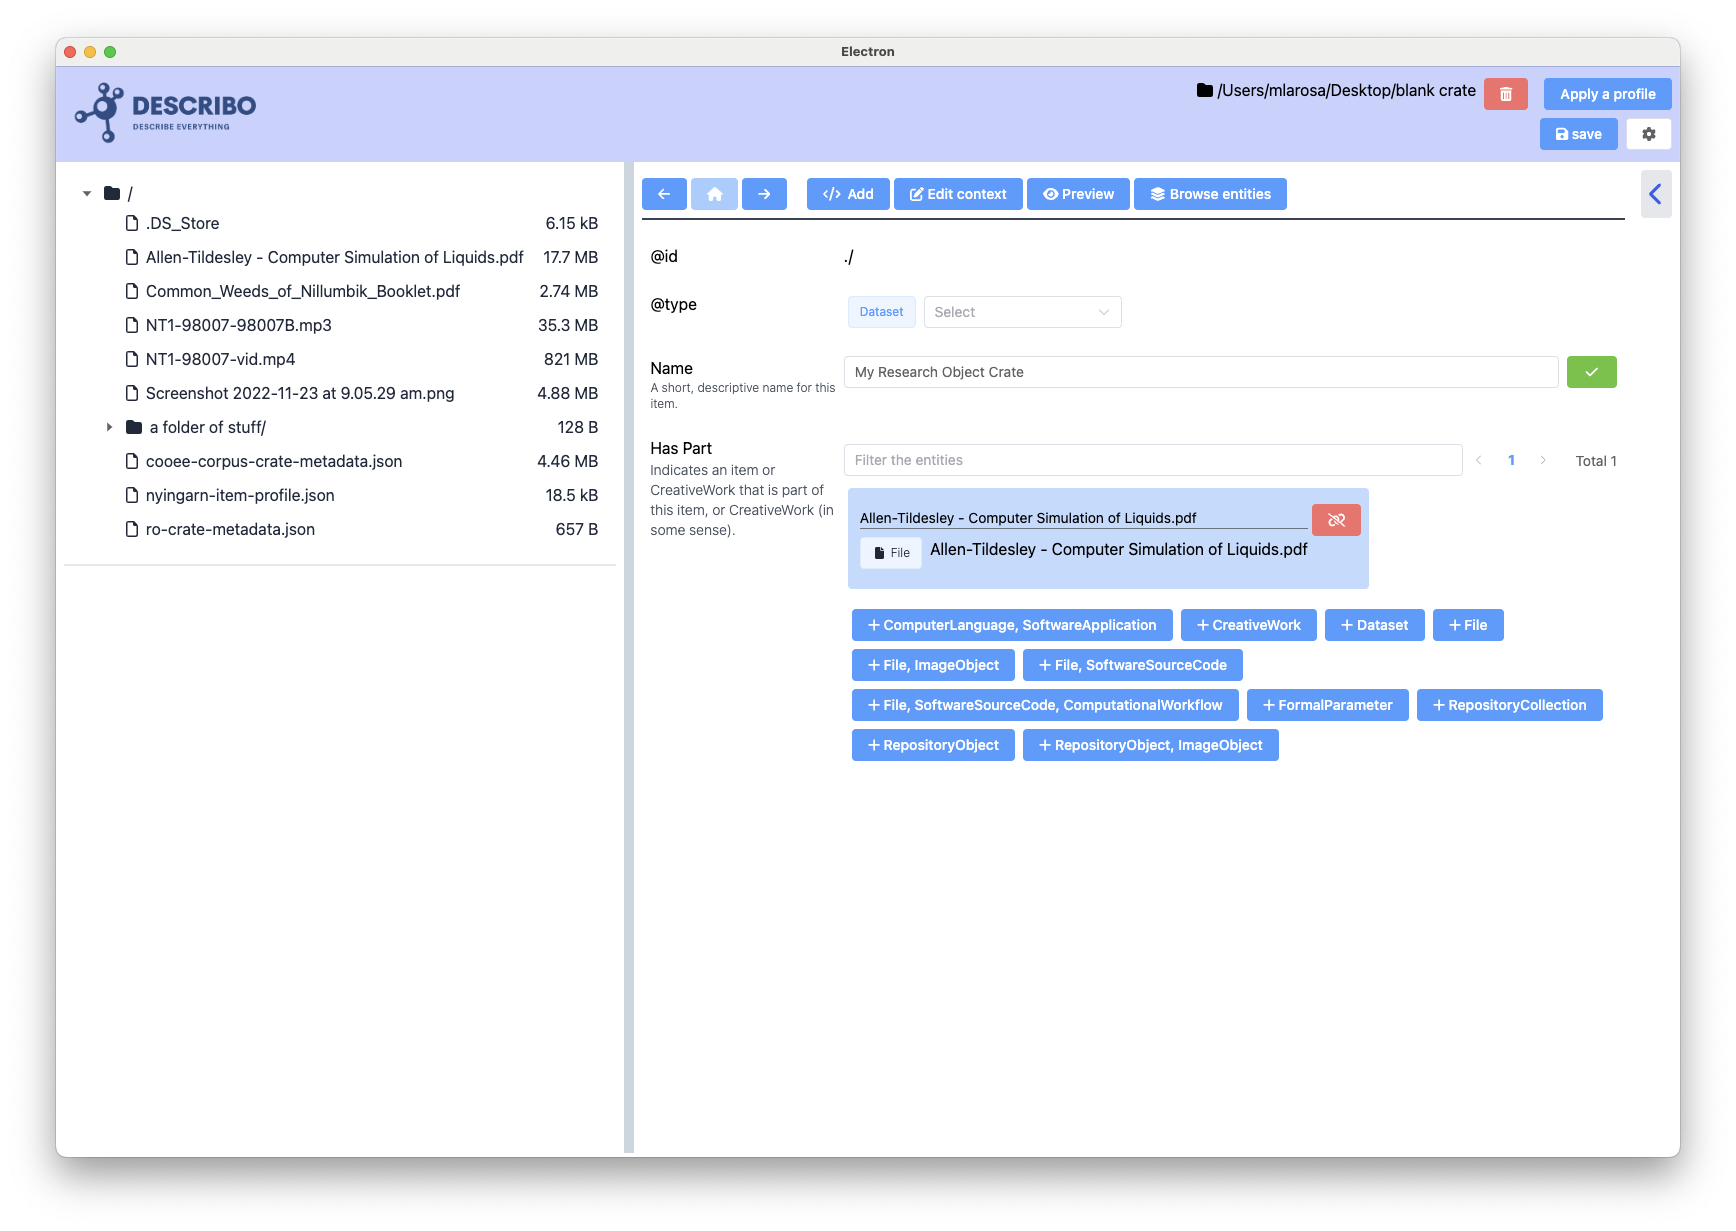 Electron
DESCRIBO
DESCRIBE EVERYTHING
/Users/mlarosa/Desktop/blank crate
Apply a profile
save
/
.DS_Store 6.15 kB
Allen-Tildesley - Computer Simulation of Liquids.pdf 17.7 MB
Common_Weeds_of_Nillumbik_Booklet.pdf 2.74 MB
NT1-98007-98007B.mp3 35.3 MB
NT1-98007-vid.mp4 821 MB
Screenshot 2022-11-23 at 9.05.29 am.png 4.88 MB
a folder of stuff/ 128 B
cooee-corpus-crate-metadata.json 4.46 MB
nyingarn-item-profile.json 18.5 kB
ro-crate-metadata.json 657 B
</> Add Edit context Preview Browse entities
@id ./
@type Dataset Select
Name My Research Object Crate
A short, descriptive name for this
item.
Has Part
Indicates an item or
CreativeWork that is part of
this item, or CreativeWork (in
some sense).
Filter the entities < 1 > Total 1
Allen-Tildesley - Computer Simulation of Liquids.pdf
File Allen-Tildesley - Computer Simulation of Liquids.pdf
+ ComputerLanguage, SoftwareApplication + CreativeWork + Dataset + File
+ File, ImageObject + File, SoftwareSourceCode
+ File, SoftwareSourceCode, ComputationalWorkflow + FormalParameter + RepositoryCollection
+ RepositoryObject + RepositoryObject, ImageObject